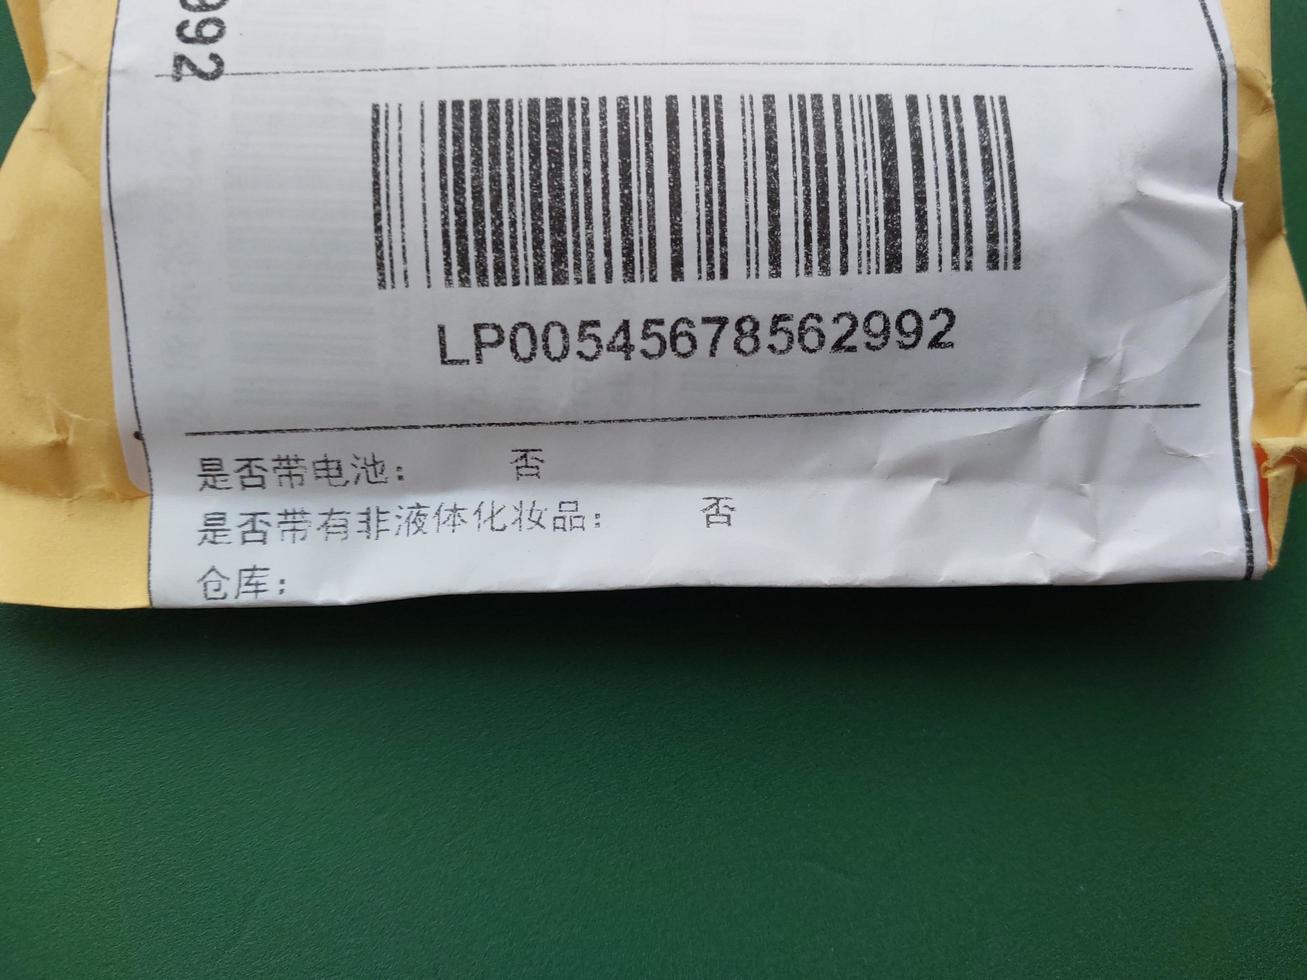 992
LP00545678562992
是否带电池： 否
是否带有非液体化妆品： 否
仓库：